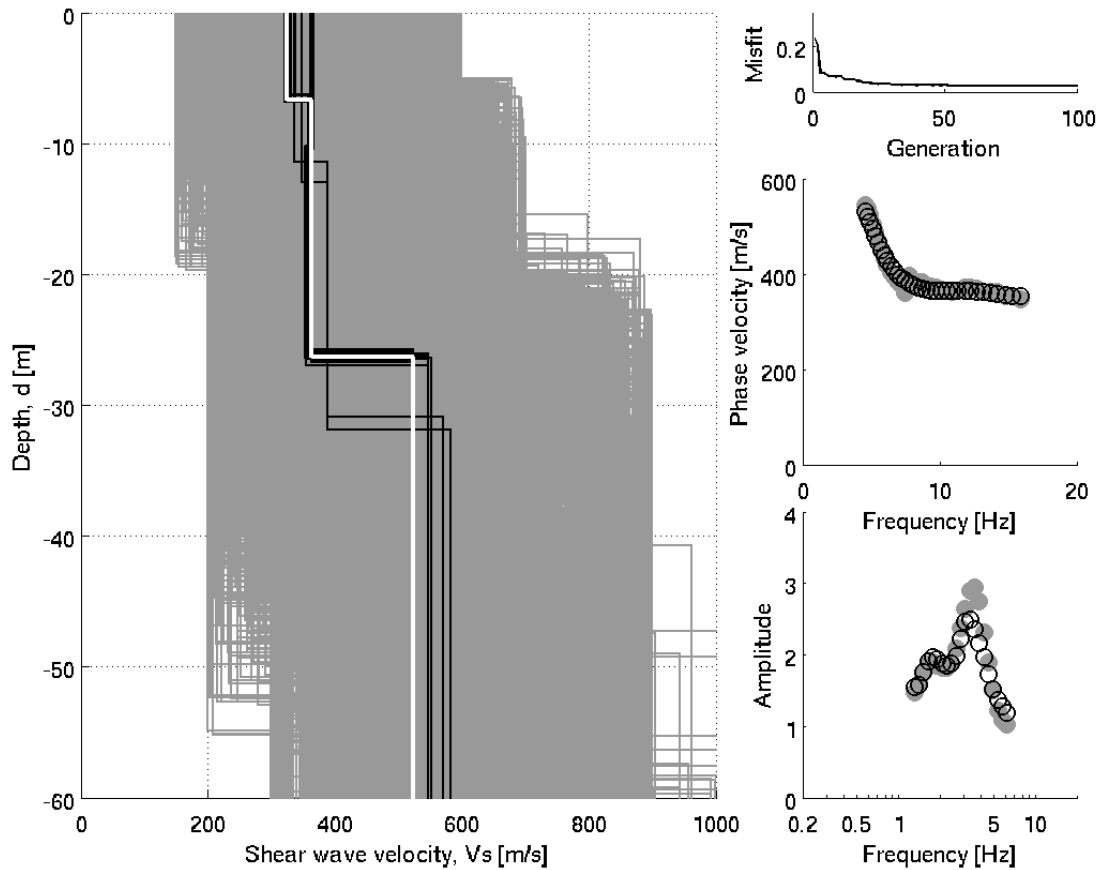 0
-10
-20
-30
-40
-50
-60
Depth, d [m]
0 200 400 600 800 1000
Shear wave velocity, Vs [m/s]
Misfit
0.2
0
0 50 100
Generation
Phase velocity [m/s]
600
400
200
0
0 10 20
Frequency [Hz]
Amplitude
4
3
2
1
0
0.2 0.5 1 5 10
Frequency [Hz]